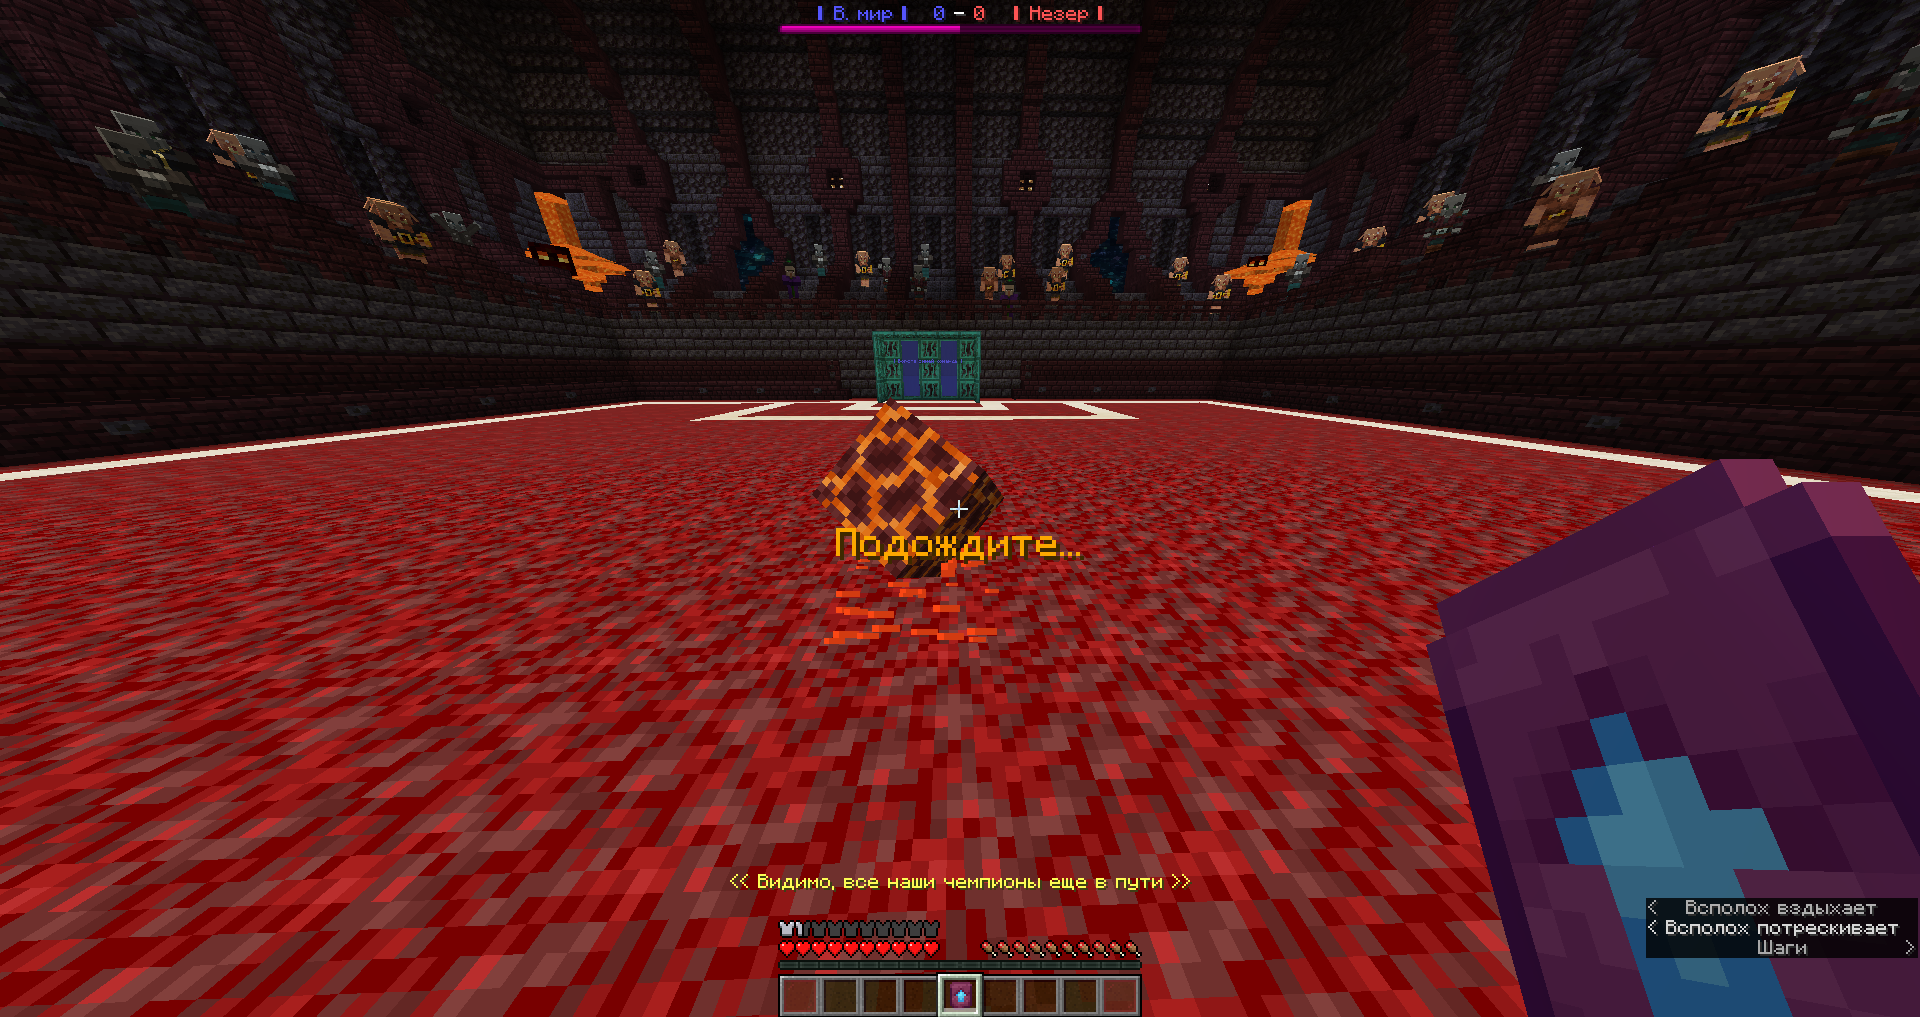 | В. мир | 0 – 0 | Незер |
Подождите...
<< Видимо, все наши чемпионы еще в пути >>
< Всполох вздыхает
< Всполох потрескивает
Шаги >